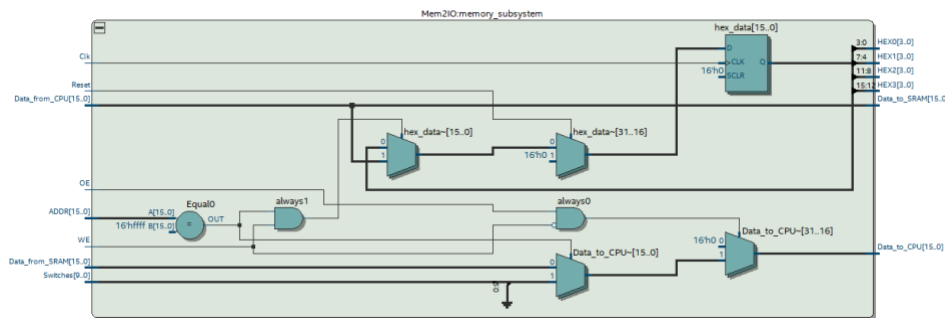 Mem2IO:memory_subsystem
hex_data[15..0]
Clk
D
CLK
Q
16'h0
SCLR
3:0
HEX0[3..0]
7:4
HEX1[3..0]
11:8
HEX2[3..0]
15:12
HEX3[3..0]
Reset
Data_from_CPU[15..0]
Data_to_SRAM[15..0]
hex_data~[15..0]
0
1
hex_data~[31..16]
0
16'h0
1
OE
ADDR[15..0]
Equal0
A[15..0]
=
OUT
16'hffff
B[15..0]
always1
always0
WE
Data_from_SRAM[15..0]
Switches[9..0]
Data_to_CPU~[15..0]
0
1
Data_to_CPU~[31..16]
16'h0
0
1
Data_to_CPU[15..0]